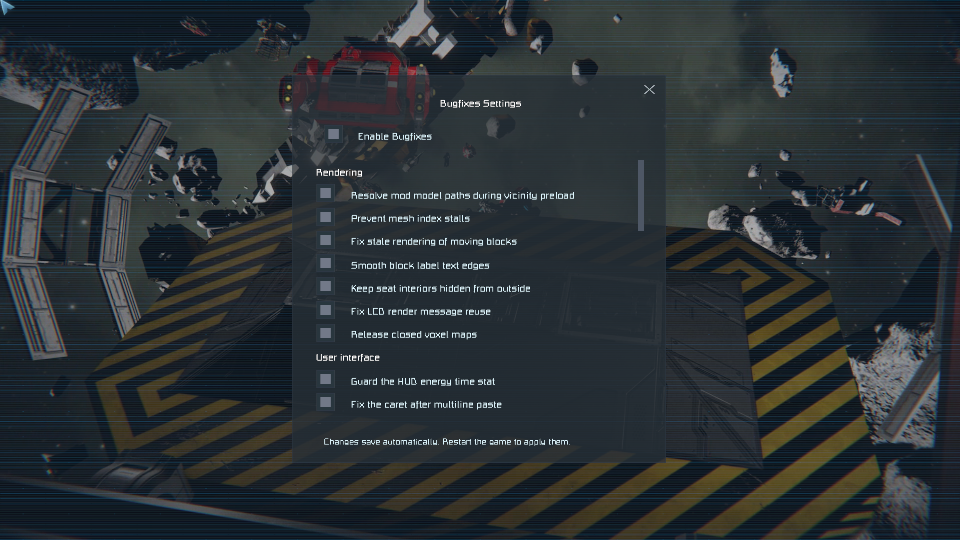 Bugfixes Settings
Enable Bugfixes
Rendering
Resolve mod model paths during vicinity preload
Prevent mesh index stalls
Fix stale rendering of moving blocks
Smooth block label text edges
Keep seat interiors hidden from outside
Fix LCD render message reuse
Release closed voxel maps
User interface
Guard the HUD energy time stat
Fix the caret after multiline paste
Changes save automatically. Restart the game to apply them.